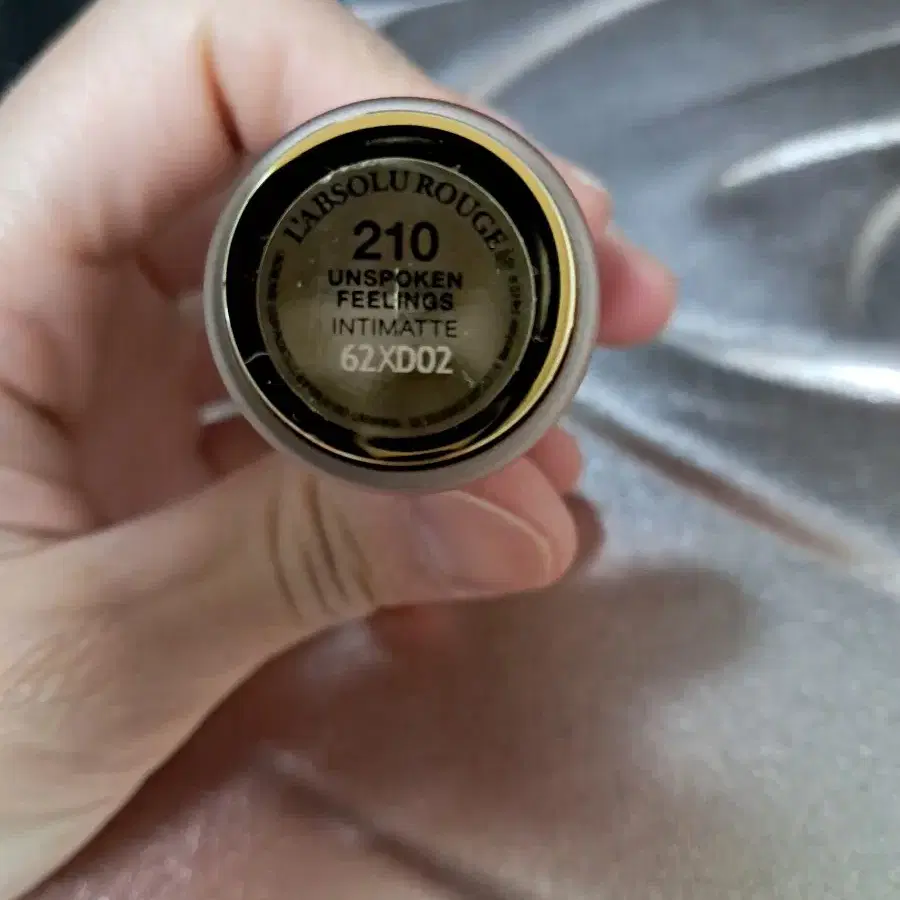 L'ABSOLU ROUGE
210
UNSPOKEN
FEELINGS
INTIMATTE
62XD02